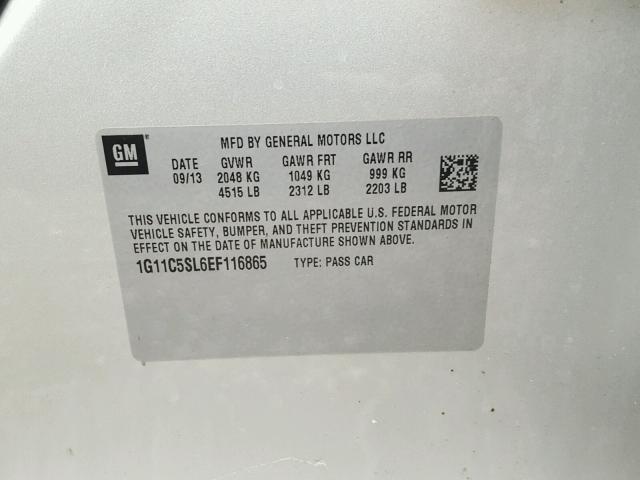 GM
MFD BY GENERAL MOTORS LLC
DATE GVWR GAWR FRT GAWR RR
09/13 2048 KG 1049 KG 999 KG
4515 LB 2312 LB 2203 LB
THIS VEHICLE CONFORMS TO ALL APPLICABLE U.S. FEDERAL MOTOR
VEHICLE SAFETY, BUMPER, AND THEFT PREVENTION STANDARDS IN
EFFECT ON THE DATE OF MANUFACTURE SHOWN ABOVE.
1G11C5SL6EF116865 TYPE: PASS CAR